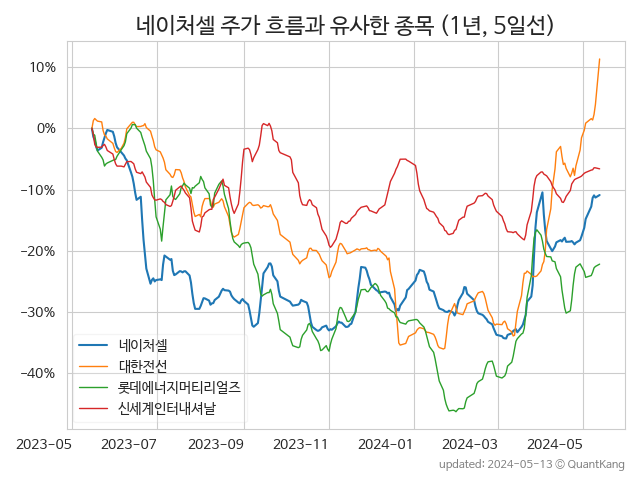 네이처셀 주가 흐름과 유사한 종목 (1년, 5일선)
10%
0%
−10%
−20%
−30%
−40%
네이처셀
대한전선
롯데에너지머티리얼즈
신세계인터내셔날
2023-05 2023-07 2023-09 2023-11 2024-01 2024-03 2024-05
updated: 2024-05-13 ⓒ QuantKang